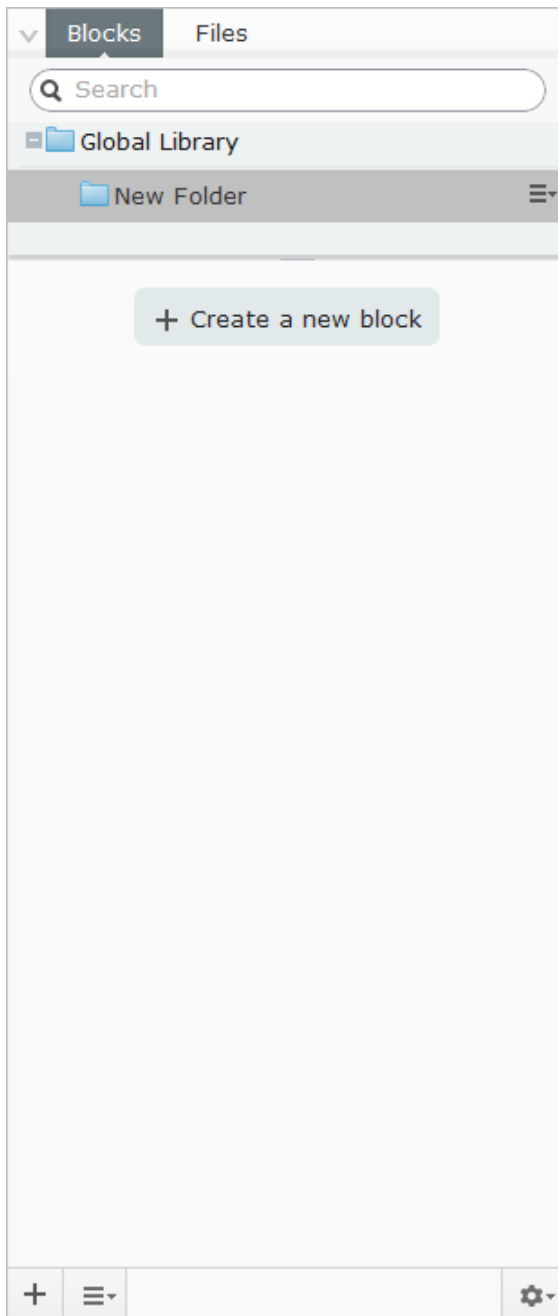 Blocks Files
Search
Global Library
New Folder
+ Create a new block